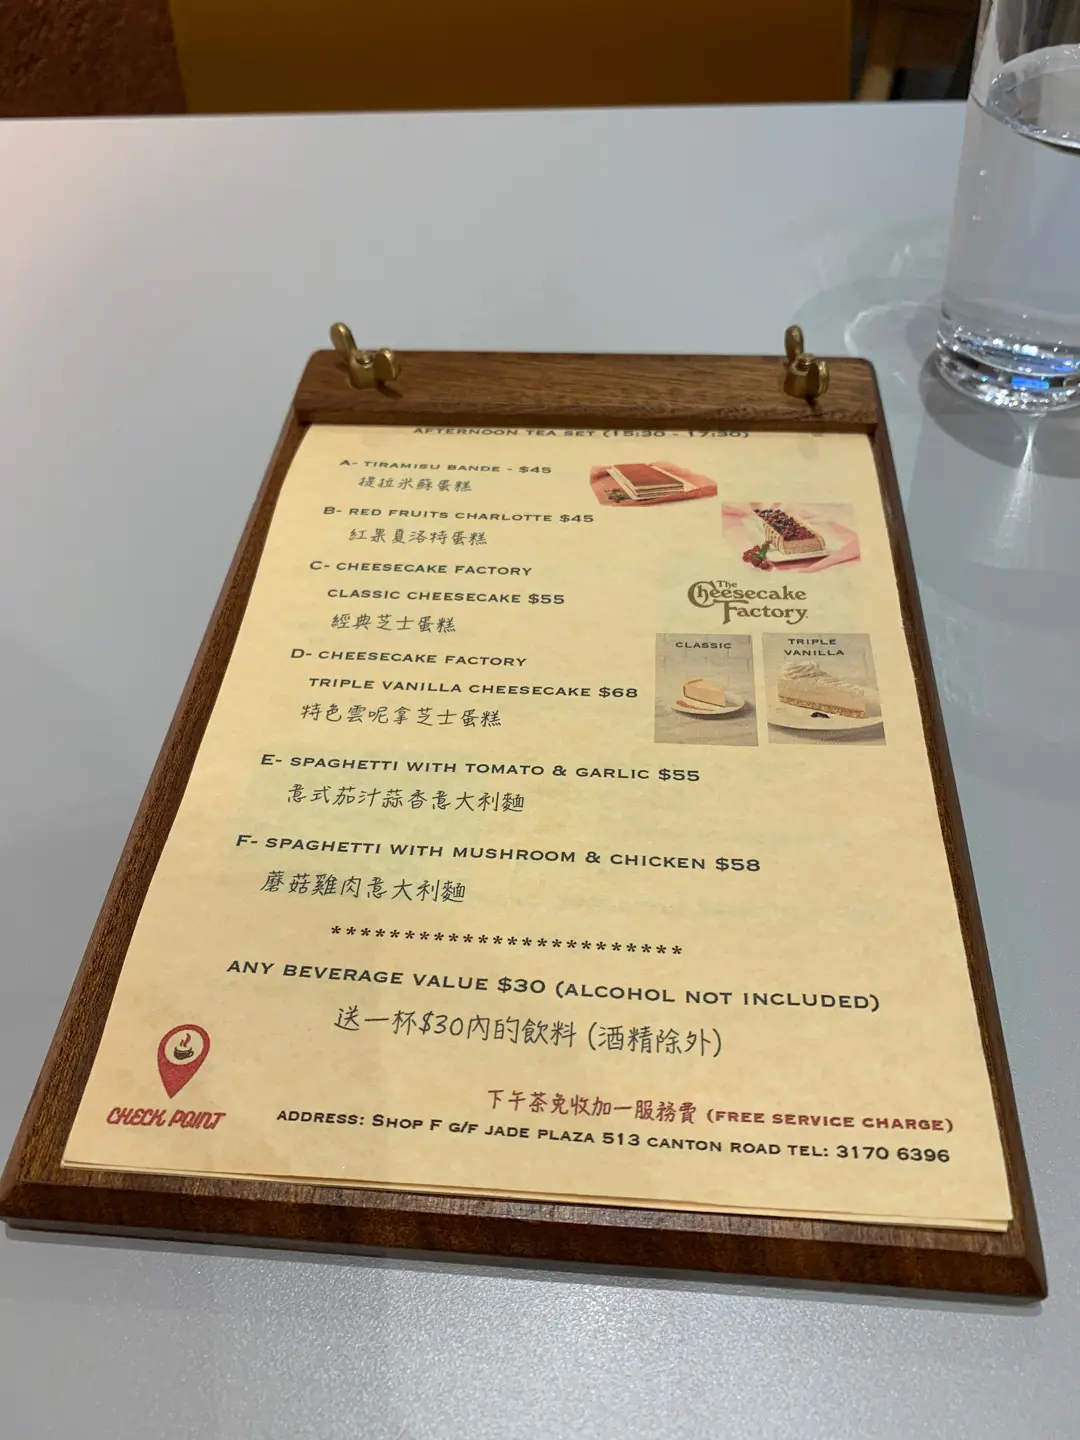 AFTERNOON TEA SET (15:30 - 17:30)
A- TIRAMISU BANDE - $45
提拉米蘇蛋糕
B- RED FRUITS CHARLOTTE $45
紅果夏洛特蛋糕
C- CHEESECAKE FACTORY
CLASSIC CHEESECAKE $55
經典芝士蛋糕
The
Cheesecake
Factory
D- CHEESECAKE FACTORY
TRIPLE VANILLA CHEESECAKE $68
特色雲呢拿芝士蛋糕
CLASSIC
TRIPLE
VANILLA
E- SPAGHETTI WITH TOMATO & GARLIC $55
意式茄汁蒜香意大利麵
F- SPAGHETTI WITH MUSHROOM & CHICKEN $58
蘑菇雞肉意大利麵
************************
ANY BEVERAGE VALUE $30 (ALCOHOL NOT INCLUDED)
送一杯$30內的飲料 (酒精除外)
CHECK POINT
下午茶免收加一服務費 (FREE SERVICE CHARGE)
ADDRESS: SHOP F G/F JADE PLAZA 513 CANTON ROAD TEL: 3170 6396